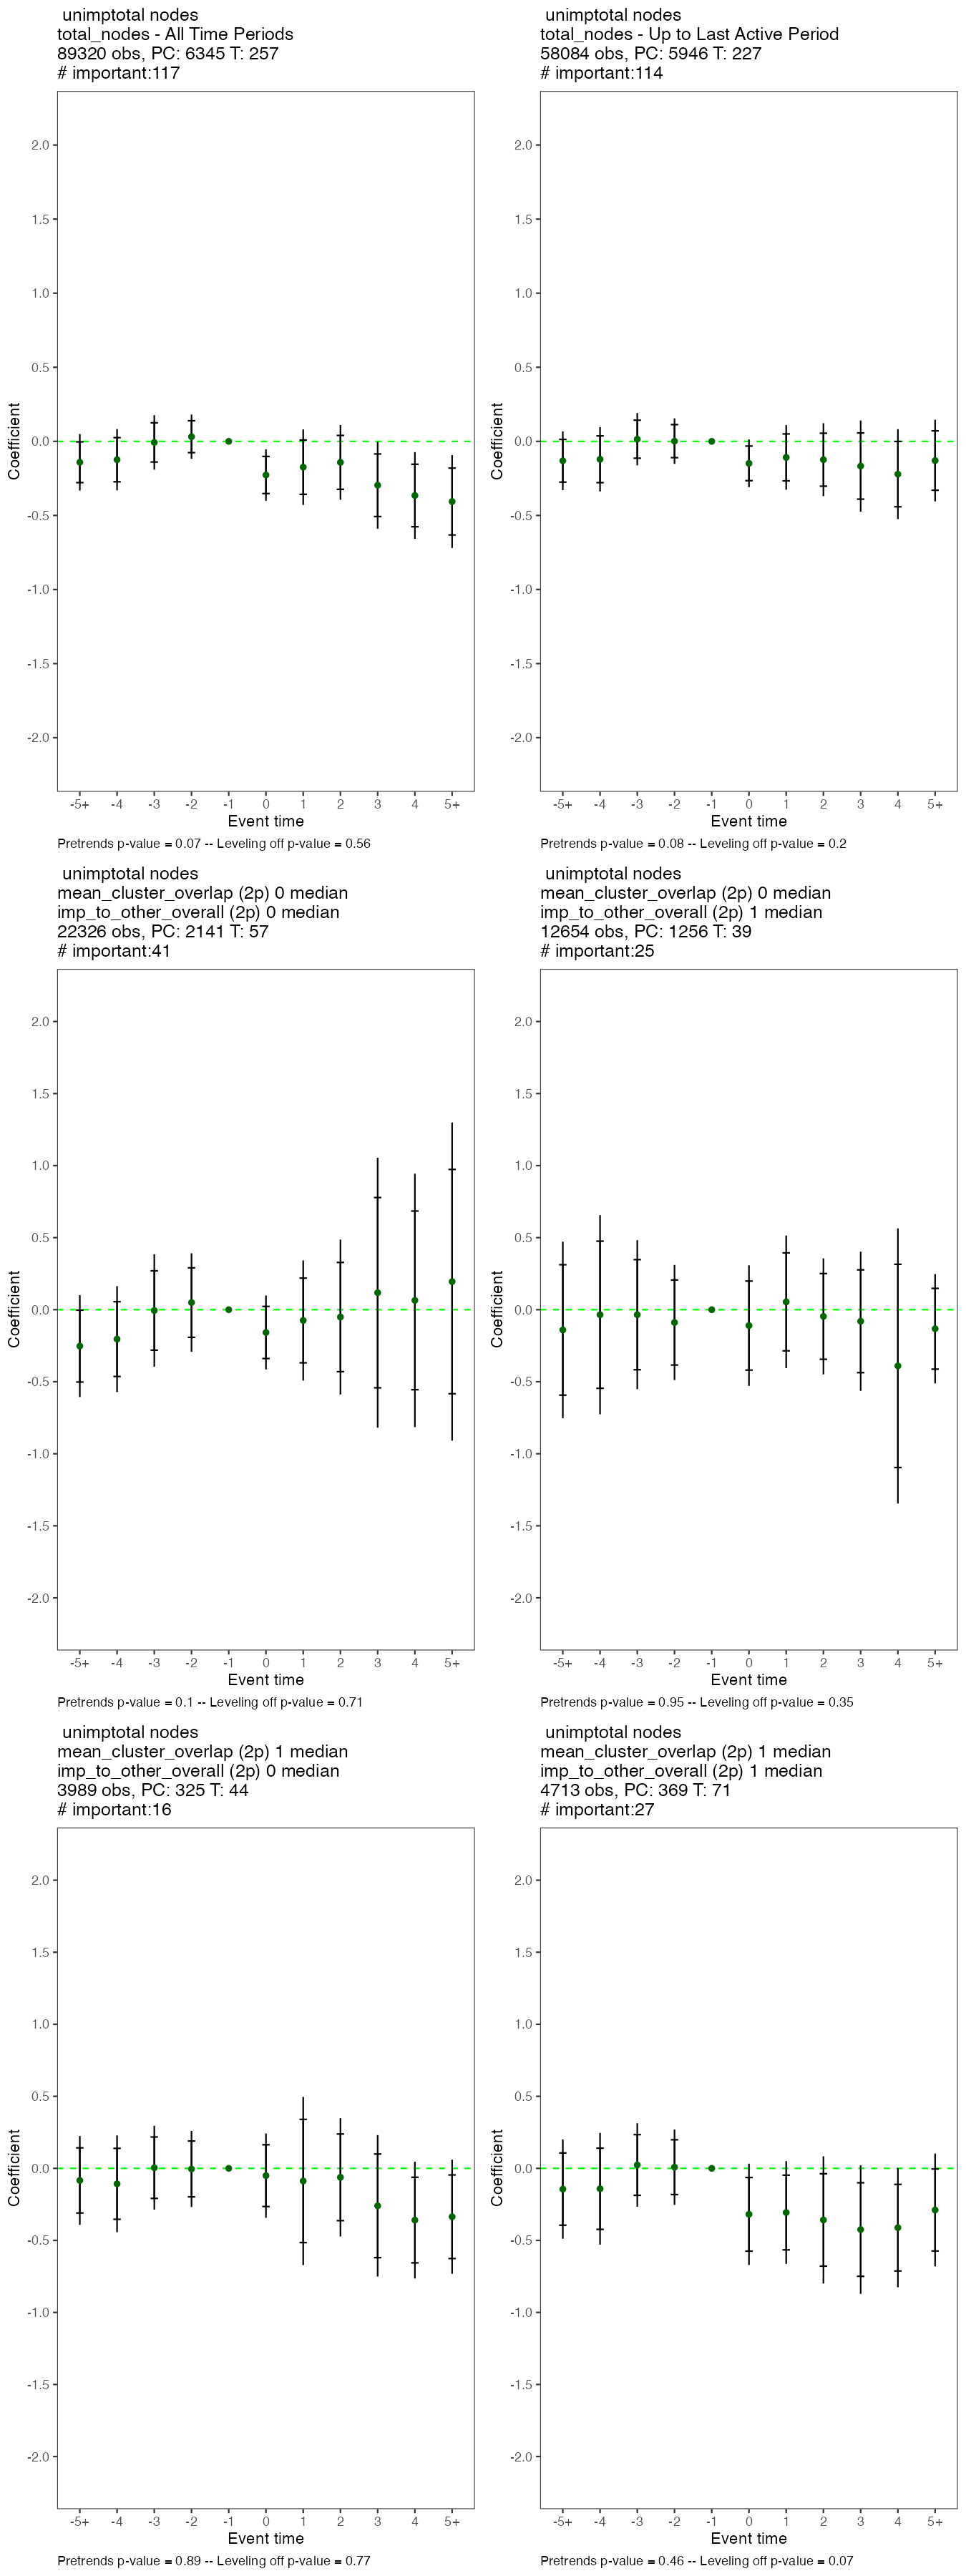 unimptotal nodes
total_nodes - All Time Periods
89320 obs, PC: 6345 T: 257
# important:117
2.0
1.5
1.0
0.5
0.0
-0.5
-1.0
-1.5
-2.0
Coefficient
-5+ -4 -3 -2 -1 0 1 2 3 4 5+
Event time
Pretrends p-value = 0.07 -- Leveling off p-value = 0.56
unimptotal nodes
total_nodes - Up to Last Active Period
58084 obs, PC: 5946 T: 227
# important:114
2.0
1.5
1.0
0.5
0.0
-0.5
-1.0
-1.5
-2.0
Coefficient
-5+ -4 -3 -2 -1 0 1 2 3 4 5+
Event time
Pretrends p-value = 0.08 -- Leveling off p-value = 0.2
unimptotal nodes
mean_cluster_overlap (2p) 0 median
imp_to_other_overall (2p) 0 median
22326 obs, PC: 2141 T: 57
# important:41
2.0
1.5
1.0
0.5
0.0
-0.5
-1.0
-1.5
-2.0
Coefficient
-5+ -4 -3 -2 -1 0 1 2 3 4 5+
Event time
Pretrends p-value = 0.1 -- Leveling off p-value = 0.71
unimptotal nodes
mean_cluster_overlap (2p) 0 median
imp_to_other_overall (2p) 1 median
12654 obs, PC: 1256 T: 39
# important:25
2.0
1.5
1.0
0.5
0.0
-0.5
-1.0
-1.5
-2.0
Coefficient
-5+ -4 -3 -2 -1 0 1 2 3 4 5+
Event time
Pretrends p-value = 0.95 -- Leveling off p-value = 0.35
unimptotal nodes
mean_cluster_overlap (2p) 1 median
imp_to_other_overall (2p) 0 median
3989 obs, PC: 325 T: 44
# important:16
2.0
1.5
1.0
0.5
0.0
-0.5
-1.0
-1.5
-2.0
Coefficient
-5+ -4 -3 -2 -1 0 1 2 3 4 5+
Event time
Pretrends p-value = 0.89 -- Leveling off p-value = 0.77
unimptotal nodes
mean_cluster_overlap (2p) 1 median
imp_to_other_overall (2p) 1 median
4713 obs, PC: 369 T: 71
# important:27
2.0
1.5
1.0
0.5
0.0
-0.5
-1.0
-1.5
-2.0
Coefficient
-5+ -4 -3 -2 -1 0 1 2 3 4 5+
Event time
Pretrends p-value = 0.46 -- Leveling off p-value = 0.07